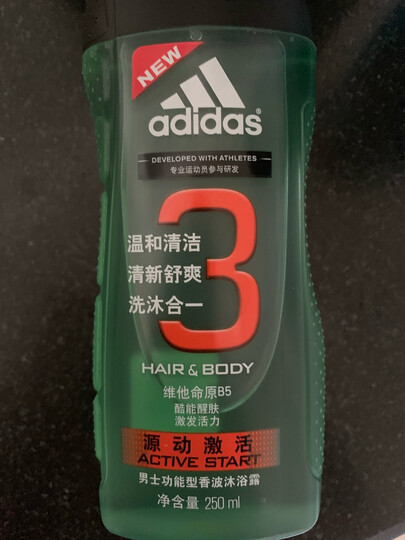 NEW
adidas®
DEVELOPED WITH ATHLETES
专业运动员参与研发
3
温和清洁
清新舒爽
洗沐合一
HAIR & BODY
维他命原B5
酷能醒肤
激发活力
源动激活
ACTIVE START
男士功能型香波沐浴露
净含量 250 ml